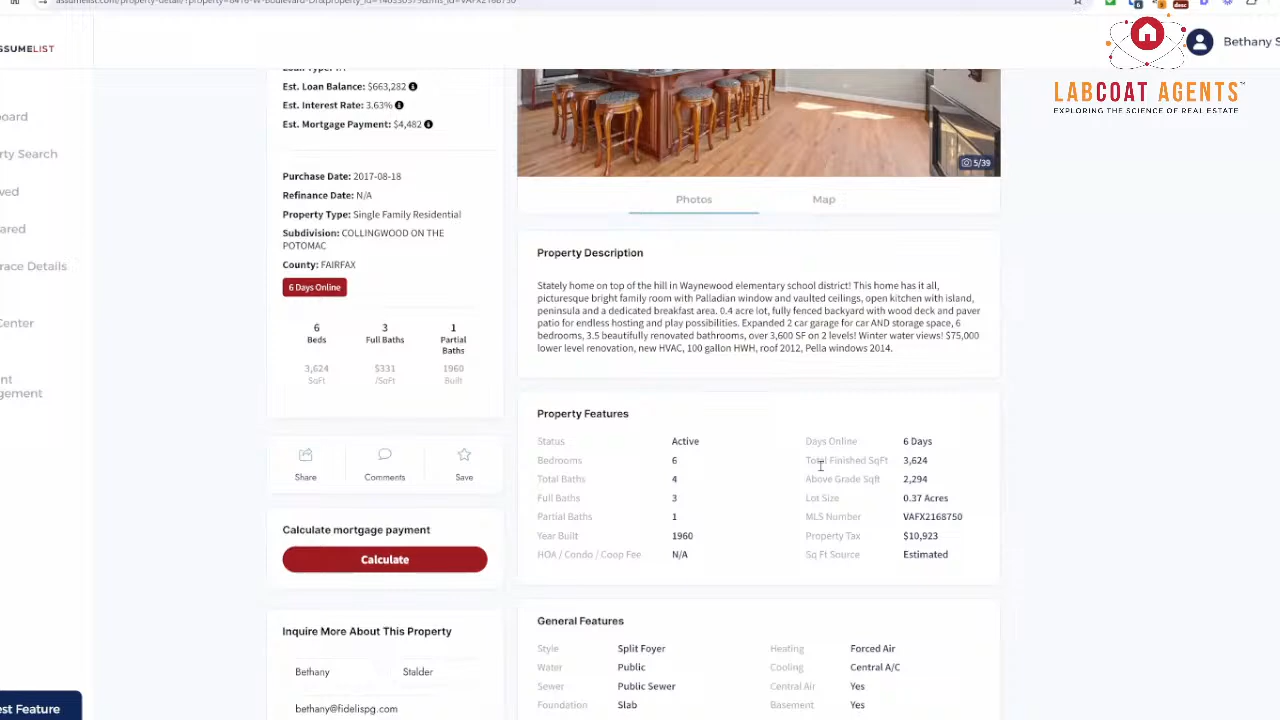 SSUMELIST
Bethany S
LABCOAT AGENTS
EXPLORING THE SCIENCE OF REAL ESTATE
Est. Loan Balance: $663,282
Est. Interest Rate: 3.63%
Est. Mortgage Payment: $4,482
Purchase Date: 2017-08-18
Refinance Date: N/A
Property Type: Single Family Residential
Subdivision: COLLINGWOOD ON THE
POTOMAC
County: FAIRFAX
6 Days Online
6 3 1
Beds Full Baths Partial
Baths
3,624 $331 1960
SqFt /SqFt Built
Share Comments Save
Calculate mortgage payment
Calculate
Inquire More About This Property
Bethany Stalder
bethany@fidelispg.com
5/39
Photos Map
Property Description
Stately home on top of the hill in Waynewood elementary school district! This home has it all,
picturesque bright family room with Palladian window and vaulted ceilings, open kitchen with island,
peninsula and a dedicated breakfast area. 0.4 acre lot, fully fenced backyard with wood deck and paver
patio for endless hosting and play possibilities. Expanded 2 car garage for car AND storage space, 6
bedrooms, 3.5 beautifully renovated bathrooms, over 3,600 SF on 2 levels! Winter water views! $75,000
lower level renovation, new HVAC, 100 gallon HWH, roof 2012, Pella windows 2014.
Property Features
Status Active Days Online 6 Days
Bedrooms 6 Total Finished SqFt 3,624
Total Baths 4 Above Grade Sqft 2,294
Full Baths 3 Lot Size 0.37 Acres
Partial Baths 1 MLS Number VAFX2168750
Year Built 1960 Property Tax $10,923
HOA / Condo / Coop Fee N/A Sq Ft Source Estimated
General Features
Style Split Foyer Heating Forced Air
Water Public Cooling Central A/C
Sewer Public Sewer Central Air Yes
Foundation Slab Basement Yes
oard
rty Search
ved
ared
race Details
Center
nt
gement
est Feature